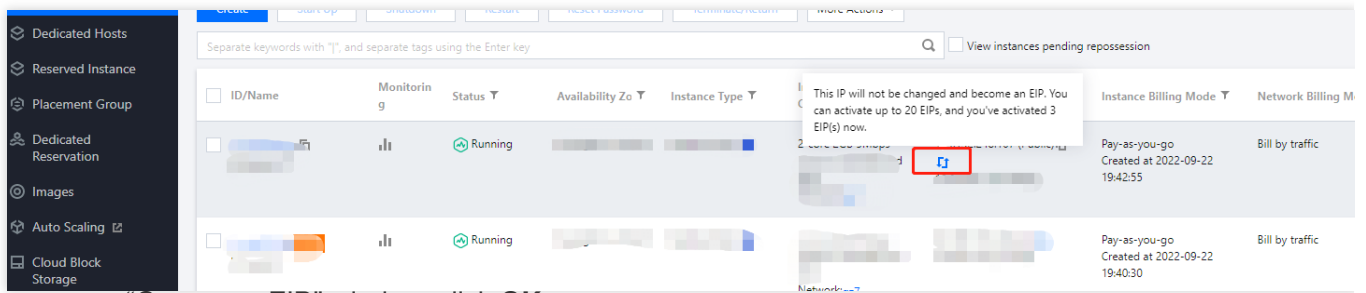 Create Start Up Shutdown Restart Reset Password Terminate/Return More Actions
Dedicated Hosts
Separate keywords with "|", and separate tags using the Enter key
View instances pending repossession
Reserved Instance
ID/Name
Monitorin
g
Status
Availability Zo
Instance Type
This IP will not be changed and become an EIP. You
can activate up to 20 EIPs, and you've activated 3
EIP(s) now.
Instance Billing Mode
Network Billing M
Placement Group
Dedicated
Reservation
Running
Pay-as-you-go
Created at 2022-09-22
19:42:55
Bill by traffic
Images
Auto Scaling
Running
Pay-as-you-go
Created at 2022-09-22
19:40:30
Bill by traffic
Cloud Block
Storage